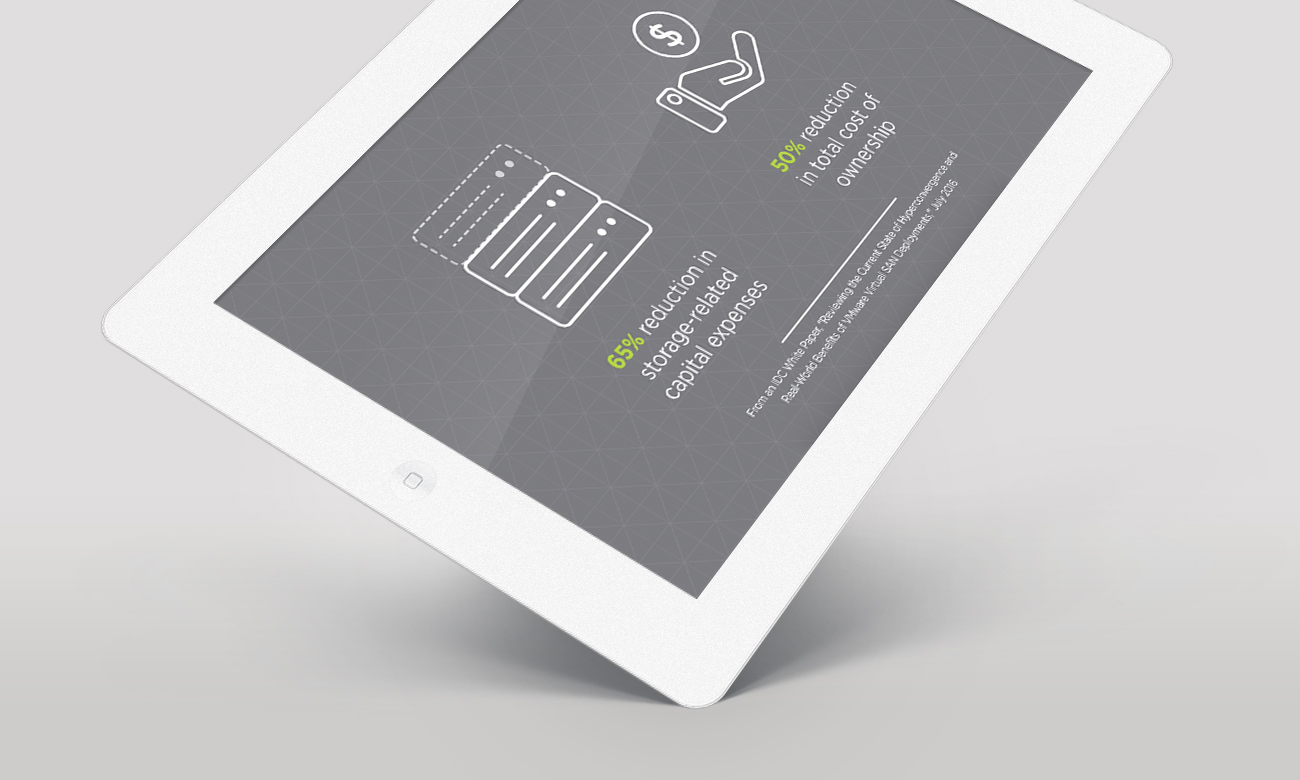 $
65% reduction in
storage-related
capital expenses
50% reduction
in total cost of
ownership
From an IDC White Paper, "Reviewing the Current State of Hyperconvergence and
Real-World Benefits of VMware Virtual SAN Deployments," July 2016